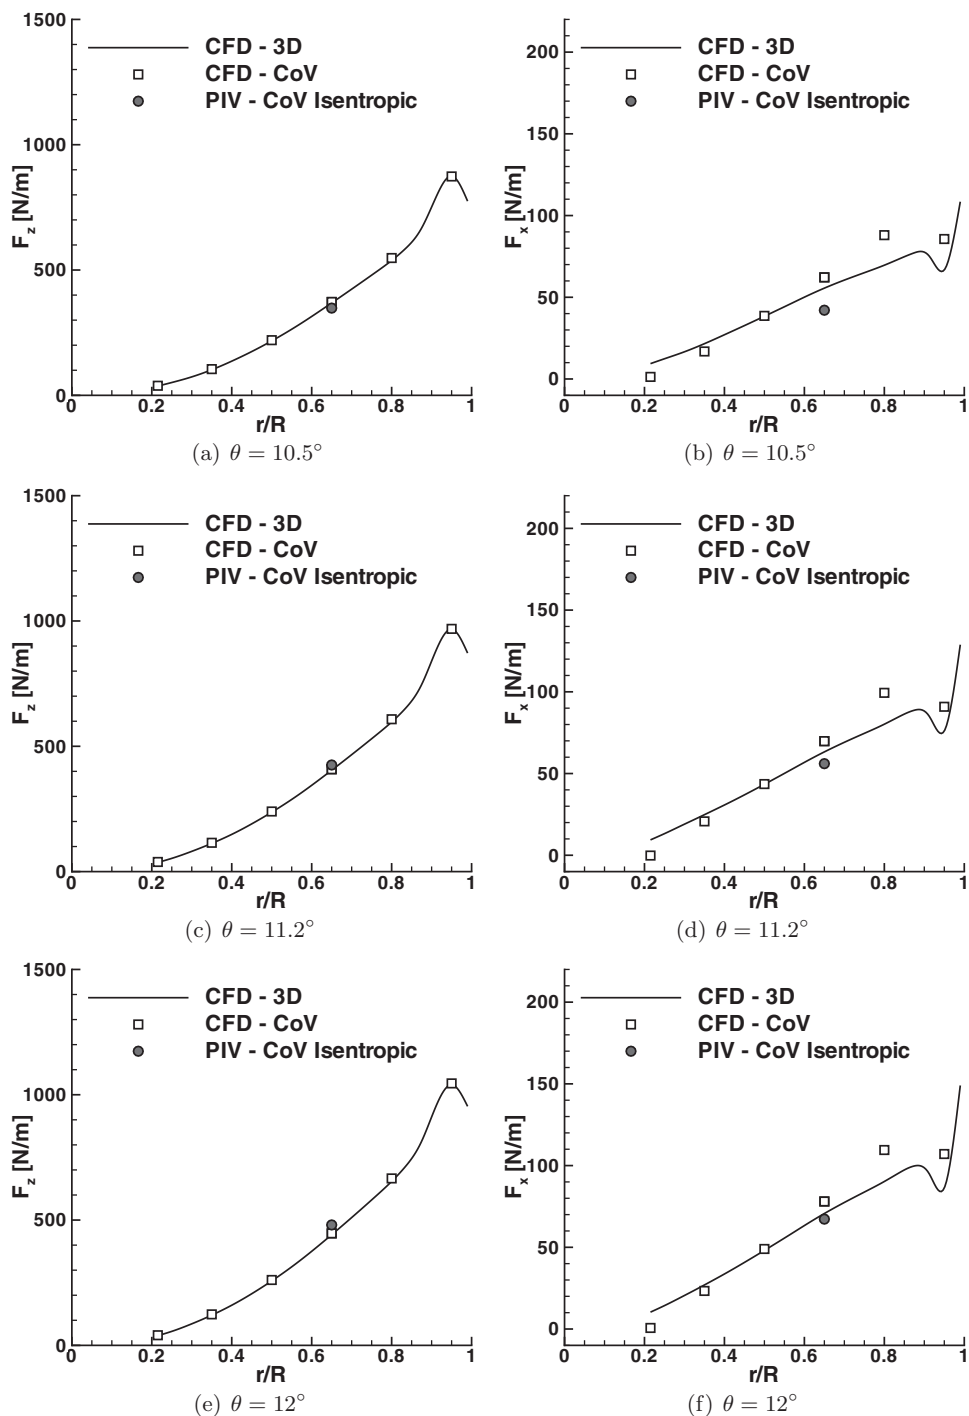 1500
CFD - 3D
CFD - CoV
PIV - CoV Isentropic
1000
500
0
F_z [N/m]
0 0.2 0.4 0.6 0.8 1
r/R
(a) θ = 10.5°
200
CFD - 3D
CFD - CoV
PIV - CoV Isentropic
150
100
50
0
F_x [N/m]
0 0.2 0.4 0.6 0.8 1
r/R
(b) θ = 10.5°
1500
CFD - 3D
CFD - CoV
PIV - CoV Isentropic
1000
500
0
F_z [N/m]
0 0.2 0.4 0.6 0.8 1
r/R
(c) θ = 11.2°
200
CFD - 3D
CFD - CoV
PIV - CoV Isentropic
150
100
50
0
F_x [N/m]
0 0.2 0.4 0.6 0.8 1
r/R
(d) θ = 11.2°
1500
CFD - 3D
CFD - CoV
PIV - CoV Isentropic
1000
500
0
F_z [N/m]
0 0.2 0.4 0.6 0.8 1
r/R
(e) θ = 12°
200
CFD - 3D
CFD - CoV
PIV - CoV Isentropic
150
100
50
0
F_x [N/m]
0 0.2 0.4 0.6 0.8 1
r/R
(f) θ = 12°